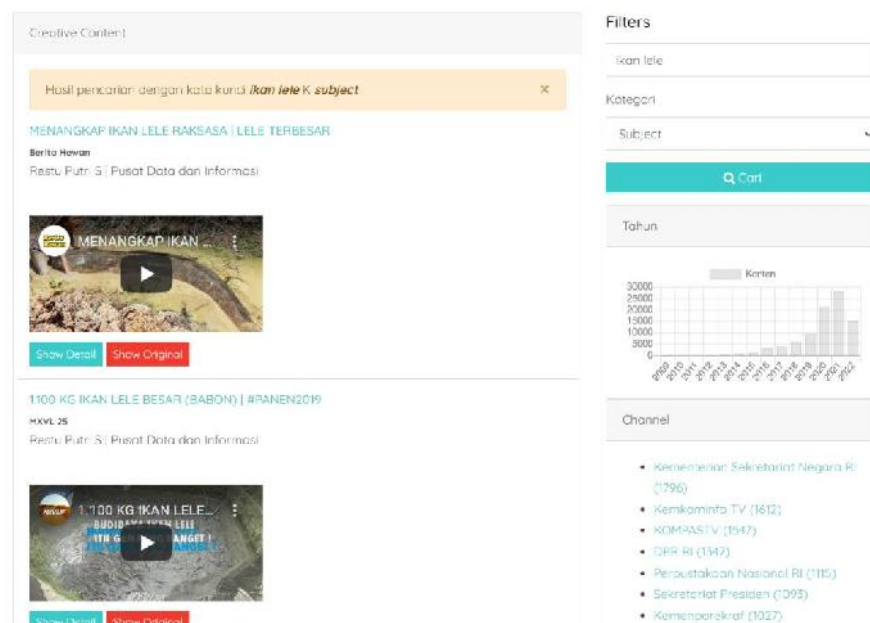 Creative Content
Hasil pencarian dengan kata kunci ikan lele K subject ×
MENANGKAP IKAN LELE RAKSASA | LELE TERBESAR
Berita Hewan
Restu Putri S | Pusat Data dan Informasi
MENANGKAP IKAN ...
Show Detail Show Original
1.100 KG IKAN LELE BESAR (BABON) | #PANEN2019
MXVL 25
Restu Putri S | Pusat Data dan Informasi
1.100 KG IKAN LELE...
BUDIDAYA IKAN LELE
Show Detail Show Original
Filters
ikan lele
Kategori
Subject
Cari
Tahun
Konten
30000
25000
20000
15000
10000
5000
0
2009 2010 2011 2012 2013 2014 2015 2016 2017 2018 2019 2020 2021 2022
Channel
• Kementerian Sekretariat Negara RI
(1796)
• Kemkominfo TV (1612)
• KOMPASTV (1547)
• DPR RI (1347)
• Perpustakaan Nasional RI (1115)
• Sekretariat Presiden (1093)
• Kemenparekraf (1027)